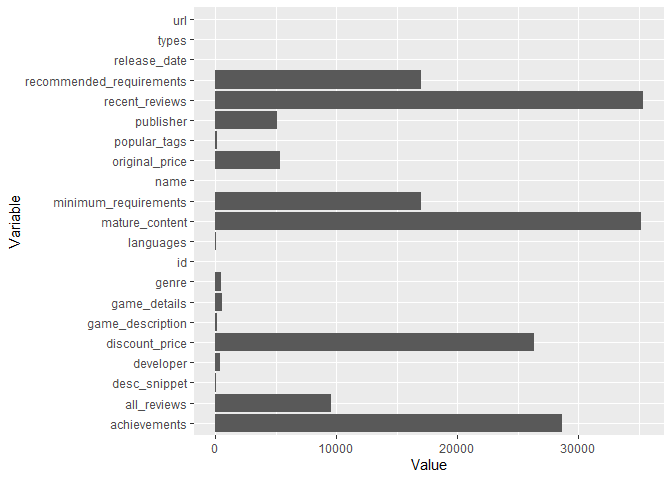 url
types
release_date
recommended_requirements
recent_reviews
publisher
popular_tags
original_price
name
minimum_requirements
mature_content
languages
id
genre
game_details
game_description
discount_price
developer
desc_snippet
all_reviews
achievements
Variable
0 10000 20000 30000
Value